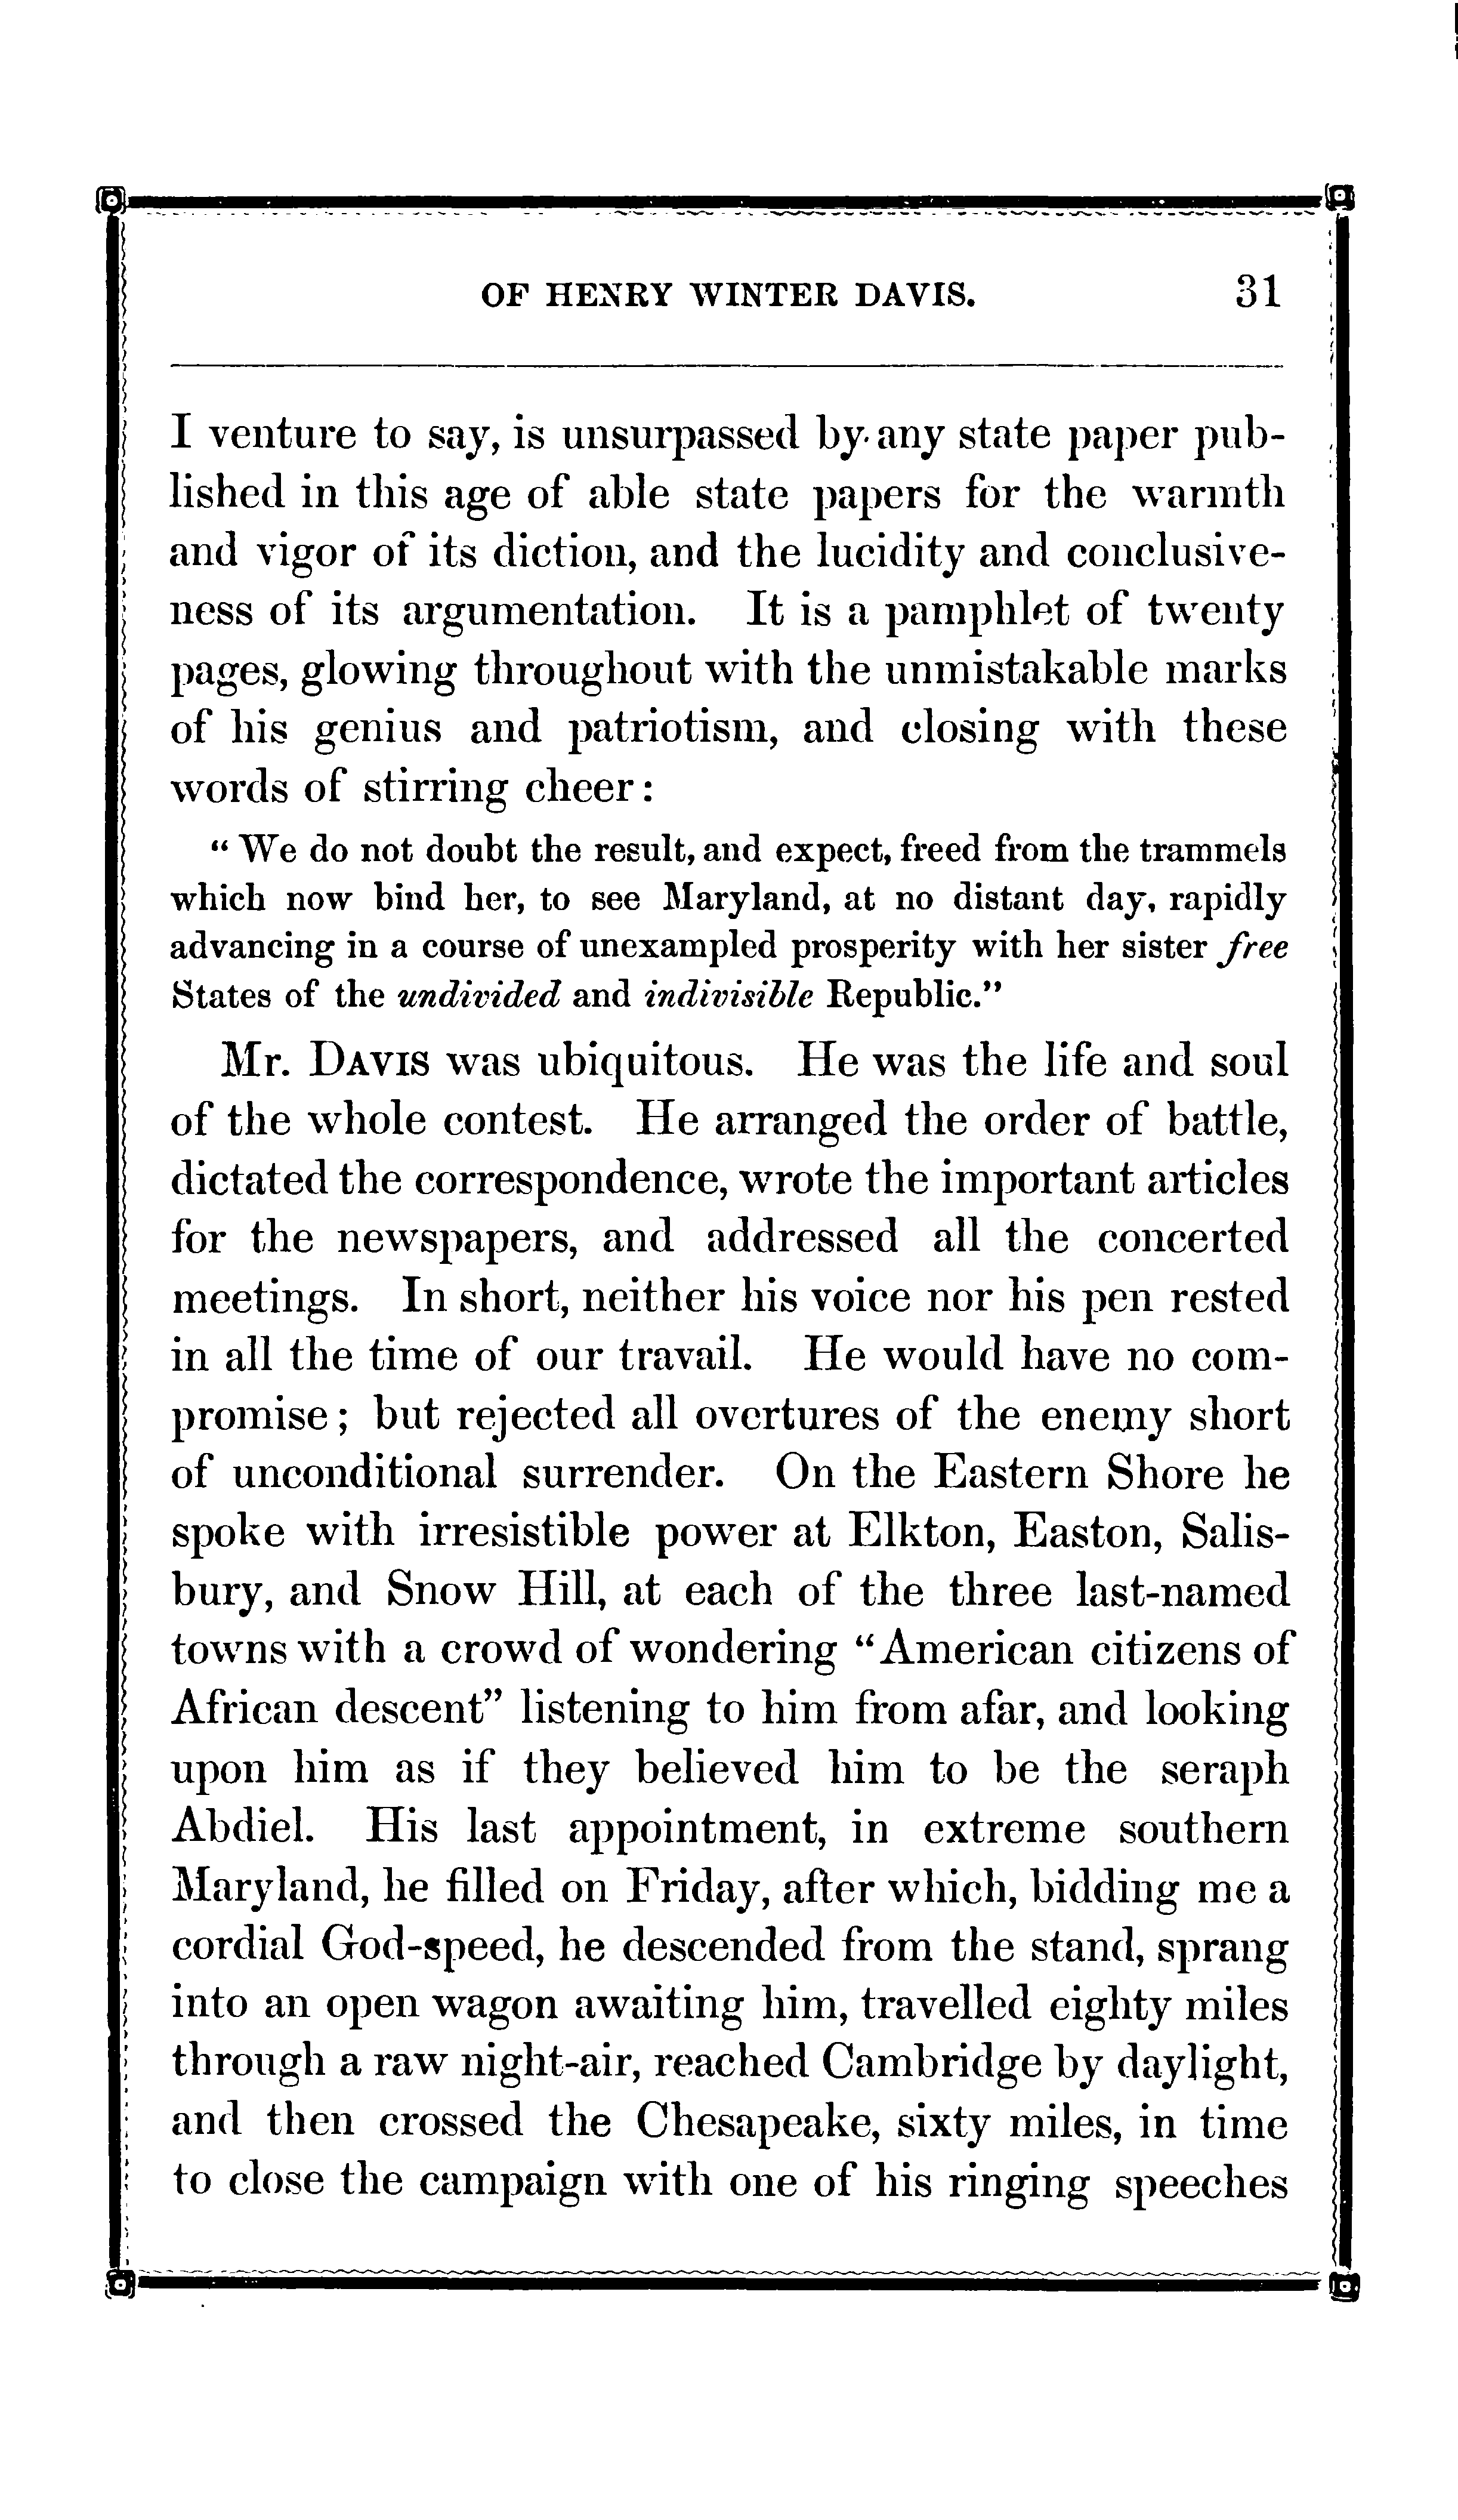 OF HENRY WINTER DAVIS. 31
I venture to say, is unsurpassed by any state paper pub-
lished in this age of able state papers for the warmth
and vigor of its diction, and the lucidity and conclusive-
ness of its argumentation. It is a pamphlet of twenty
pages, glowing throughout with the unmistakable marks
of his genius and patriotism, and closing with these
words of stirring cheer:
“We do not doubt the result, and expect, freed from the trammels
which now bind her, to see Maryland, at no distant day, rapidly
advancing in a course of unexampled prosperity with her sister free
States of the undivided and indivisible Republic.”
Mr. DAVIS was ubiquitous. He was the life and soul
of the whole contest. He arranged the order of battle,
dictated the correspondence, wrote the important articles
for the newspapers, and addressed all the concerted
meetings. In short, neither his voice nor his pen rested
in all the time of our travail. He would have no com-
promise; but rejected all overtures of the enemy short
of unconditional surrender. On the Eastern Shore he
spoke with irresistible power at Elkton, Easton, Salis-
bury, and Snow Hill, at each of the three last-named
towns with a crowd of wondering “American citizens of
African descent” listening to him from afar, and looking
upon him as if they believed him to be the seraph
Abdiel. His last appointment, in extreme southern
Maryland, he filled on Friday, after which, bidding me a
cordial God-speed, he descended from the stand, sprang
into an open wagon awaiting him, travelled eighty miles
through a raw night-air, reached Cambridge by daylight,
and then crossed the Chesapeake, sixty miles, in time
to close the campaign with one of his ringing speeches